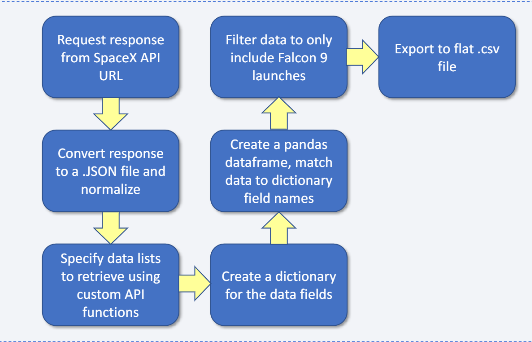 Request response
from SpaceX API
URL
Convert response
to a .JSON file and
normalize
Specify data lists
to retrieve using
custom API
functions
Create a dictionary
for the data fields
Create a pandas
dataframe, match
data to dictionary
field names
Filter data to only
include Falcon 9
launches
Export to flat .csv
file